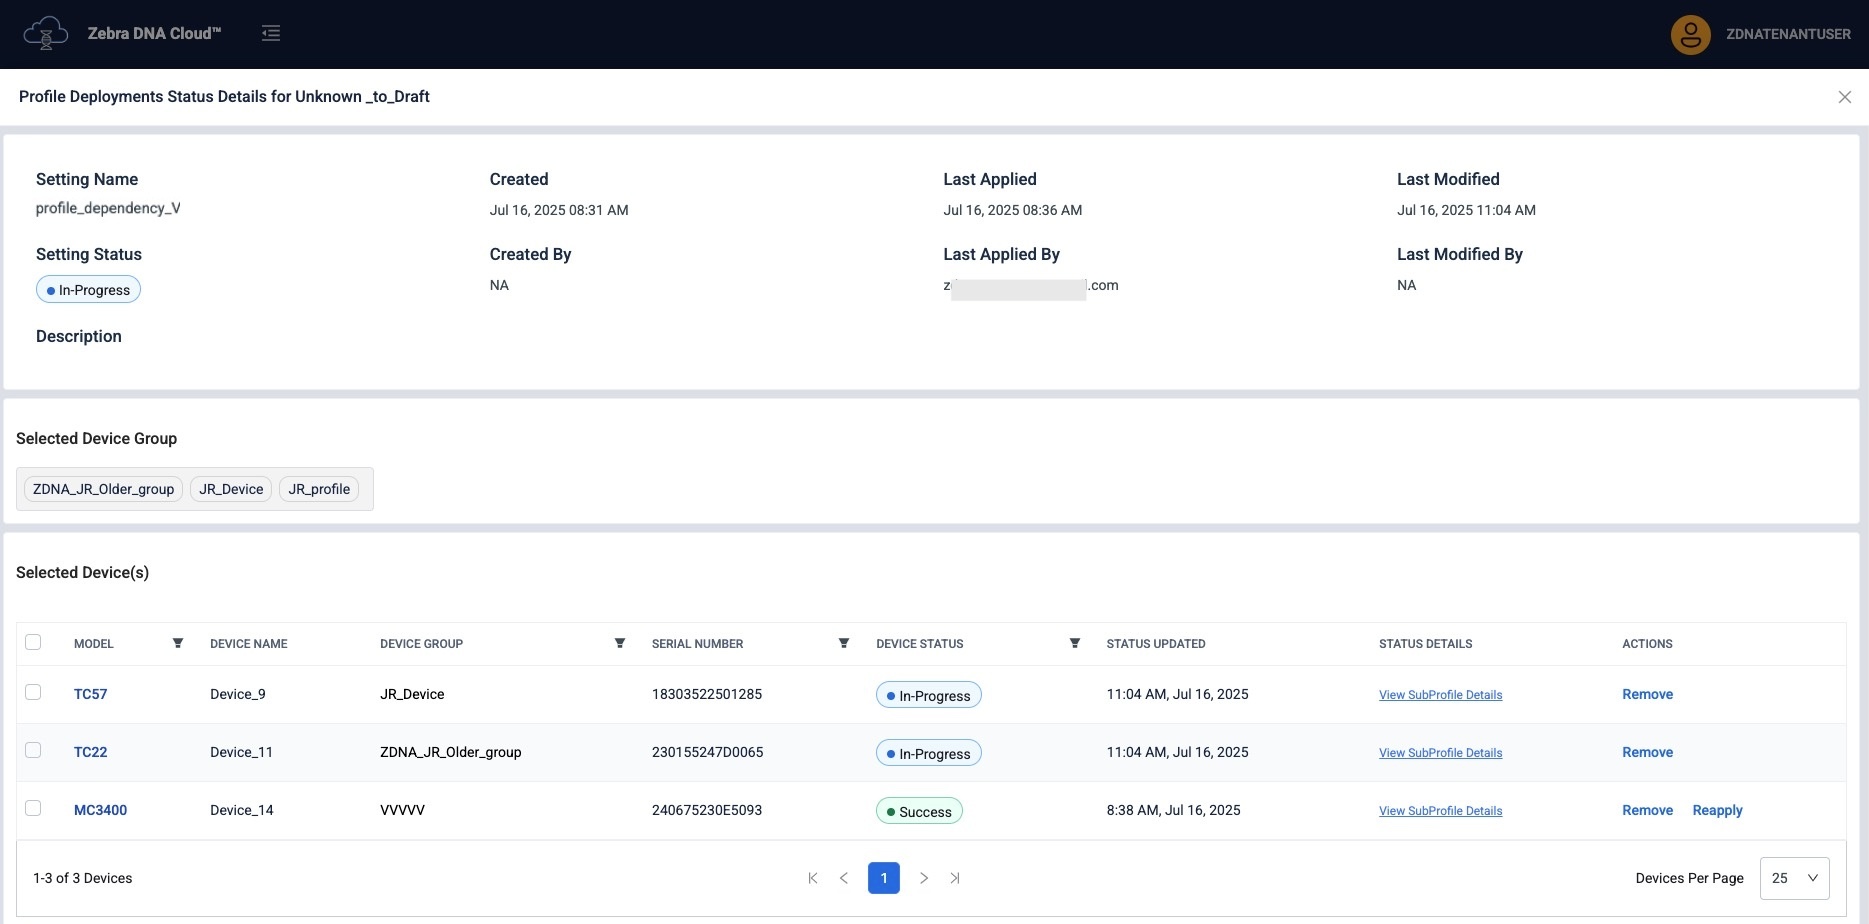 Zebra DNA Cloud™
ZDNATENANTUSER
Profile Deployments Status Details for Unknown _to_Draft
Setting Name Created Last Applied Last Modified
profile_dependency_V Jul 16, 2025 08:31 AM Jul 16, 2025 08:36 AM Jul 16, 2025 11:04 AM
Setting Status Created By Last Applied By Last Modified By
In-Progress NA .com NA
Description
Selected Device Group
ZDNA_JR_Older_group JR_Device JR_profile
Selected Device(s)
MODEL DEVICE NAME DEVICE GROUP SERIAL NUMBER DEVICE STATUS STATUS UPDATED STATUS DETAILS ACTIONS
TC57 Device_9 JR_Device 18303522501285 In-Progress 11:04 AM, Jul 16, 2025 View SubProfile Details Remove
TC22 Device_11 ZDNA_JR_Older_group 230155247D0065 In-Progress 11:04 AM, Jul 16, 2025 View SubProfile Details Remove
MC3400 Device_14 VVVVV 240675230E5093 Success 8:38 AM, Jul 16, 2025 View SubProfile Details Remove Reapply
1-3 of 3 Devices 1 Devices Per Page 25